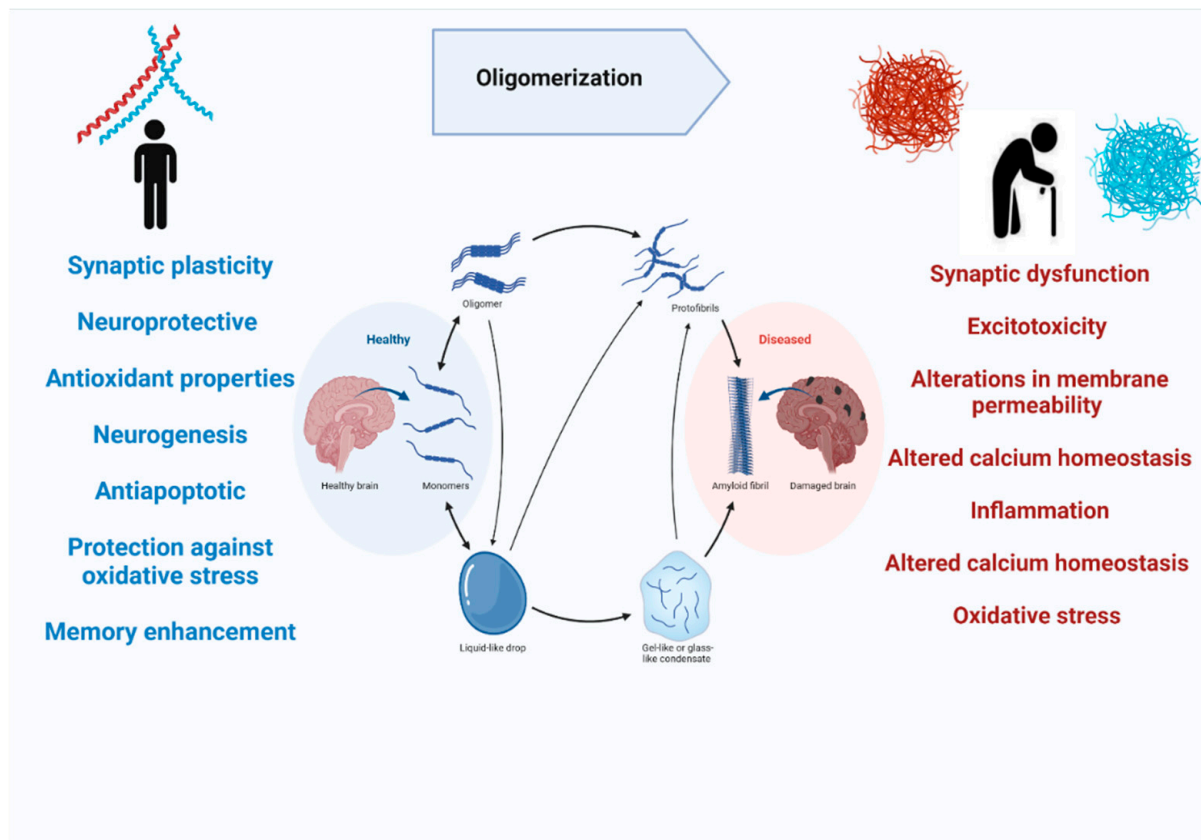 Oligomerization
Synaptic plasticity
Neuroprotective
Antioxidant properties
Neurogenesis
Antiapoptotic
Protection against
oxidative stress
Memory enhancement
Oligomer
Protofibrils
Healthy
Healthy brain
Monomers
Diseased
Amyloid fibril
Damaged brain
Liquid-like drop
Gel-like or glass-
like condensate
Synaptic dysfunction
Excitotoxicity
Alterations in membrane
permeability
Altered calcium homeostasis
Inflammation
Altered calcium homeostasis
Oxidative stress